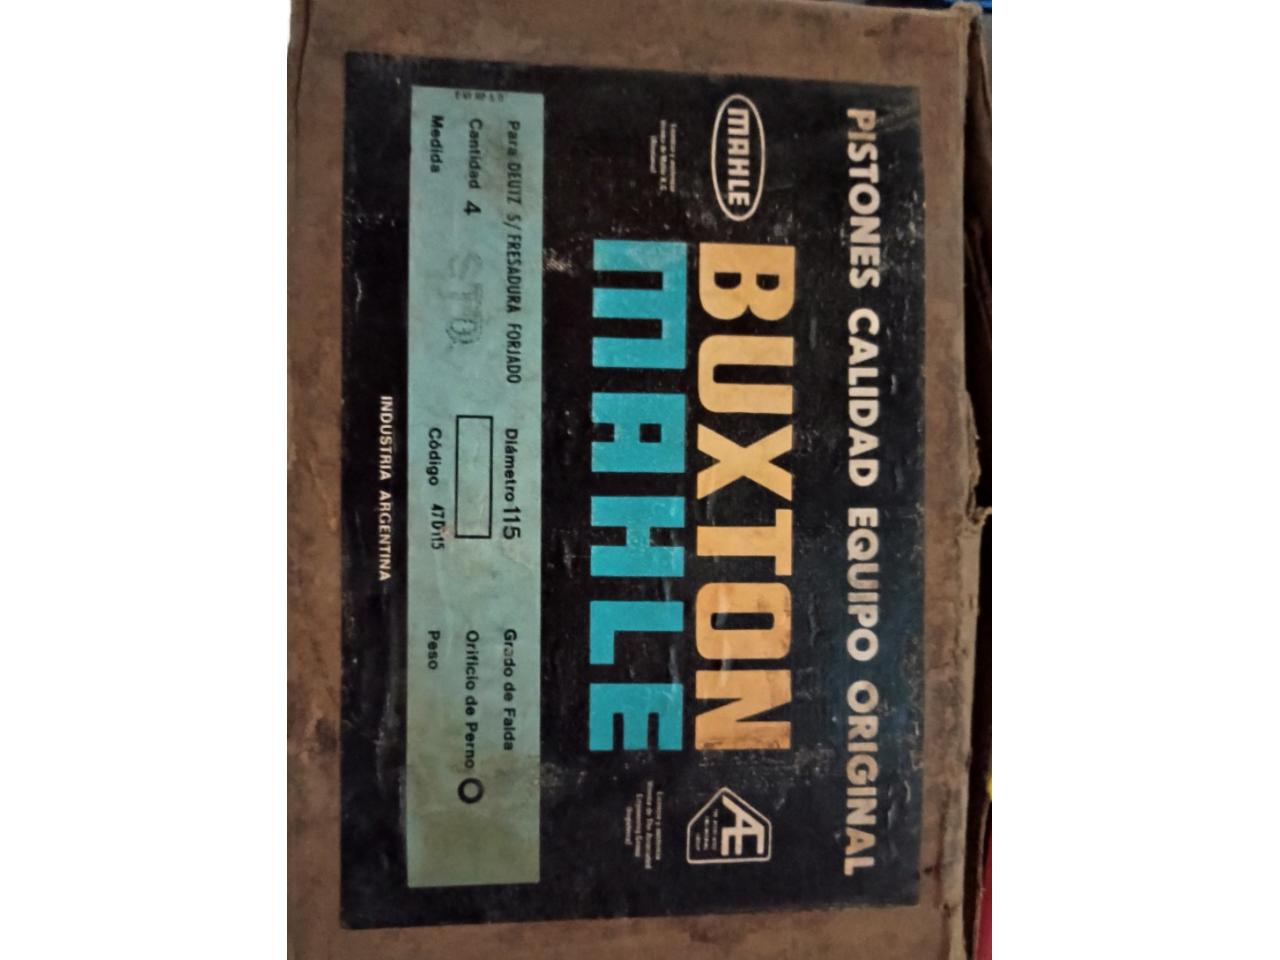 PISTONES CALIDAD EQUIPO ORIGINAL
MAHLE
BUXTON
MAHLE
AE
Para DEUTZ S/FRESADURA FORJADO
Diámetro 115
Grado de Falda
Cantidad 4
STD
Orificio de Perno O
Medida
Código 47D115
Peso
INDUSTRIA ARGENTINA